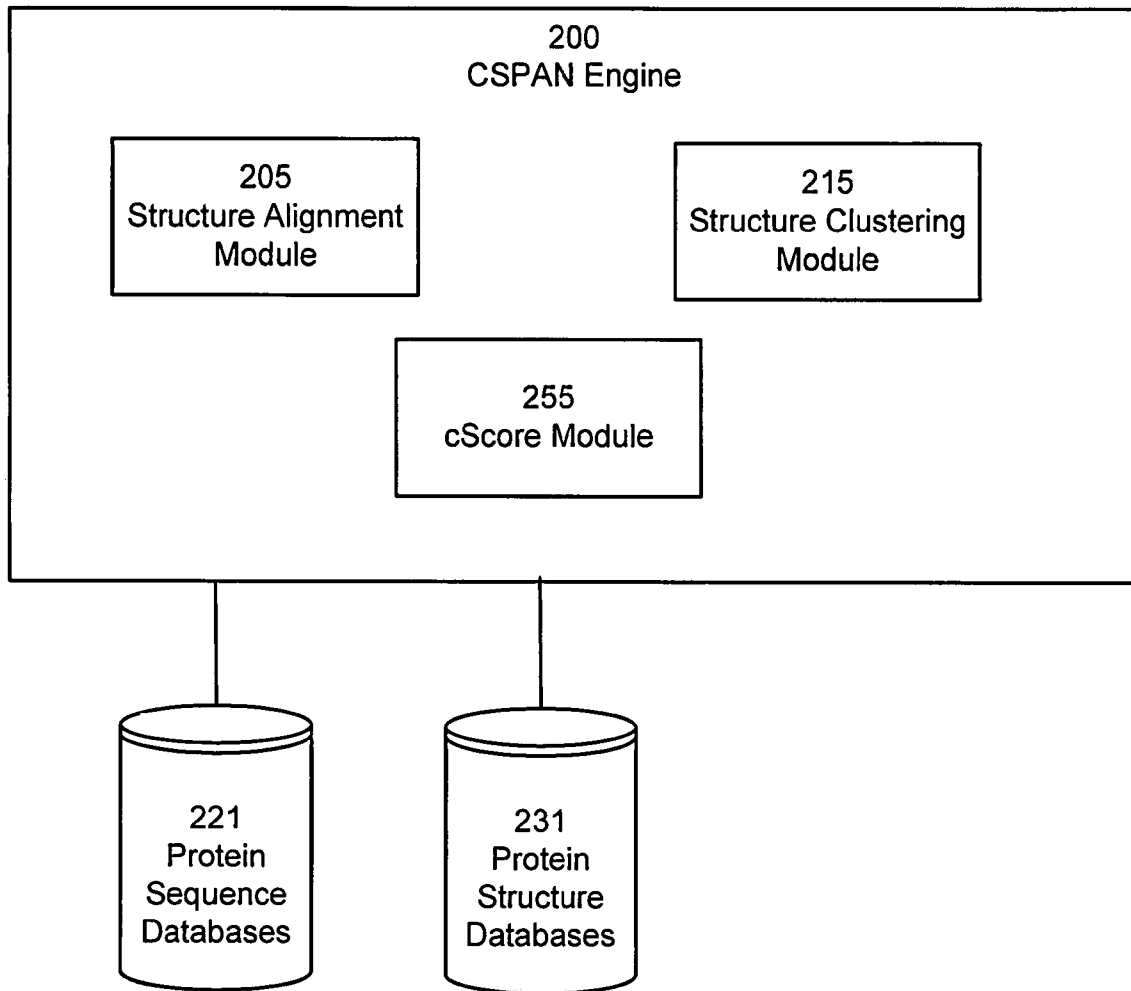 200
CSPAN Engine
205
Structure Alignment
Module
215
Structure Clustering
Module
255
cScore Module
221
Protein
Sequence
Databases
231
Protein
Structure
Databases